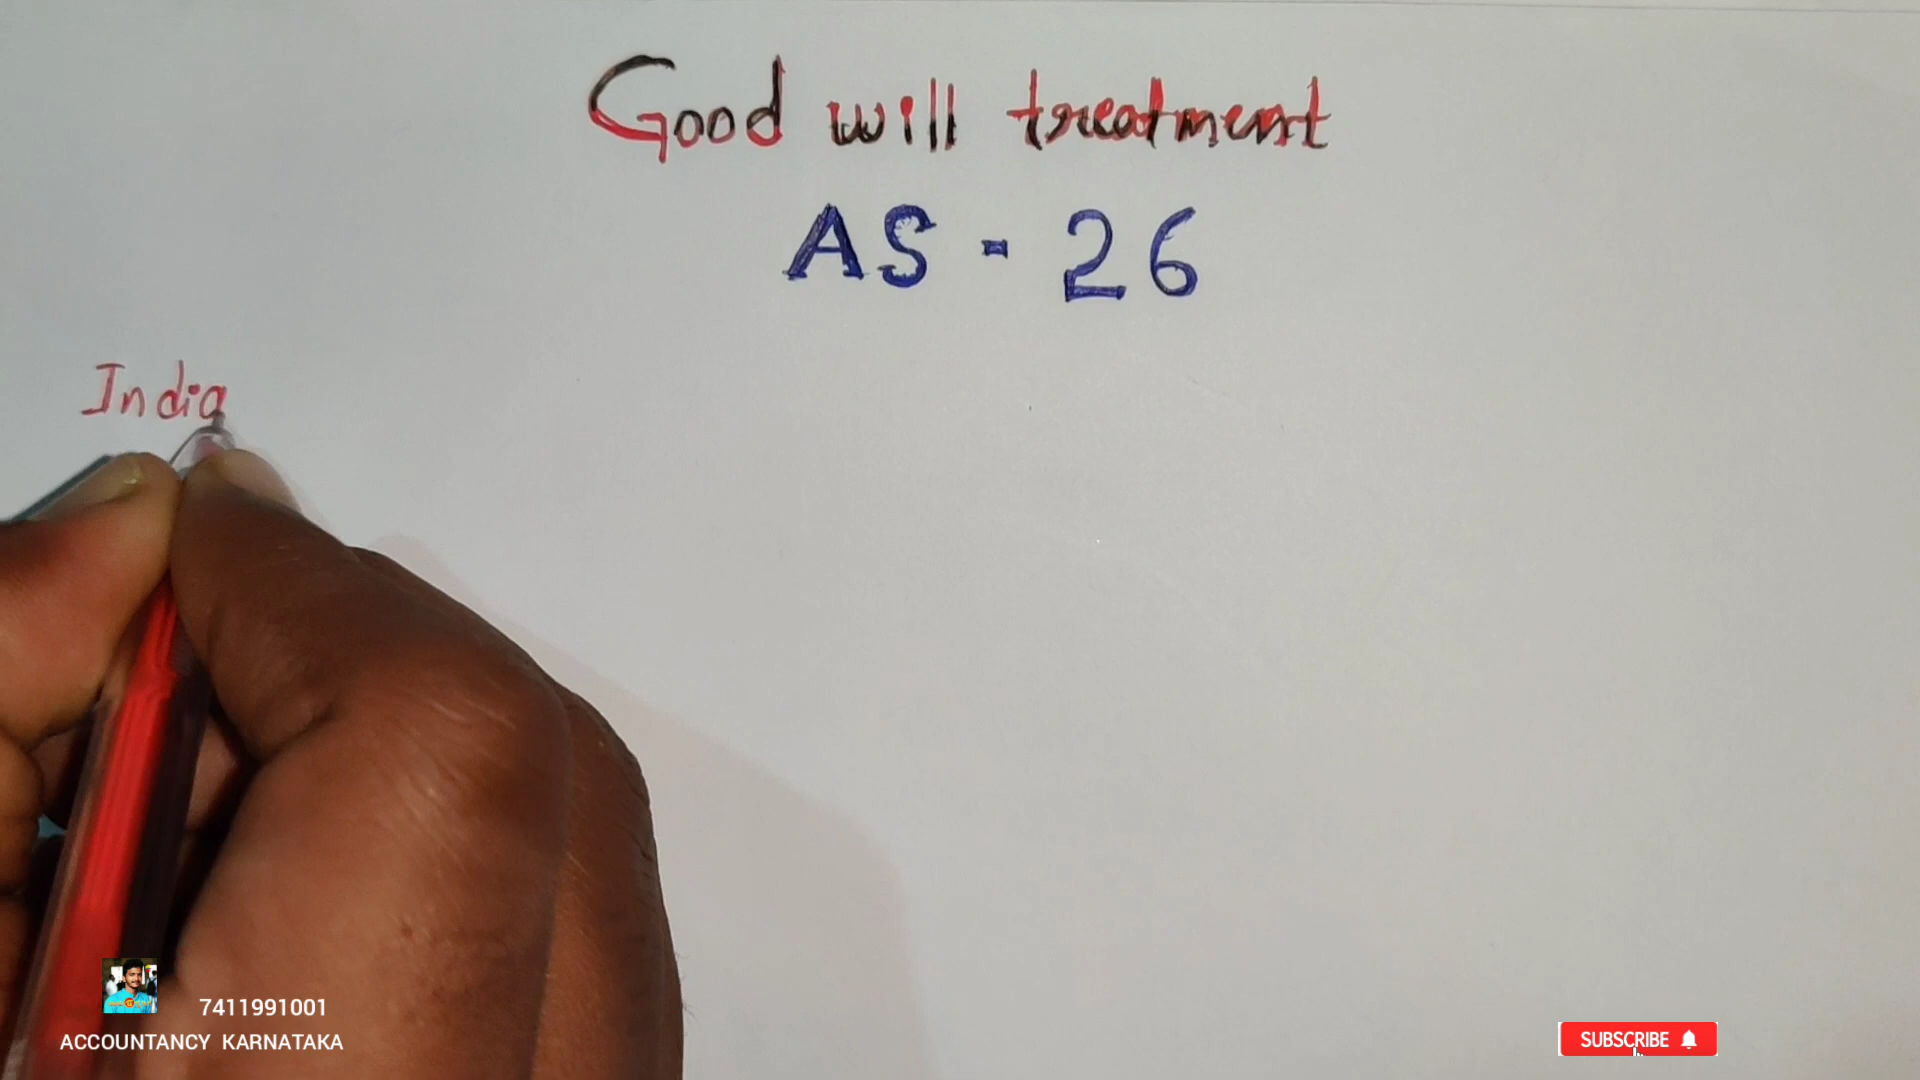 Good will treatment
AS - 26
India
7411991001
ACCOUNTANCY KARNATAKA
SUBSCRIBE